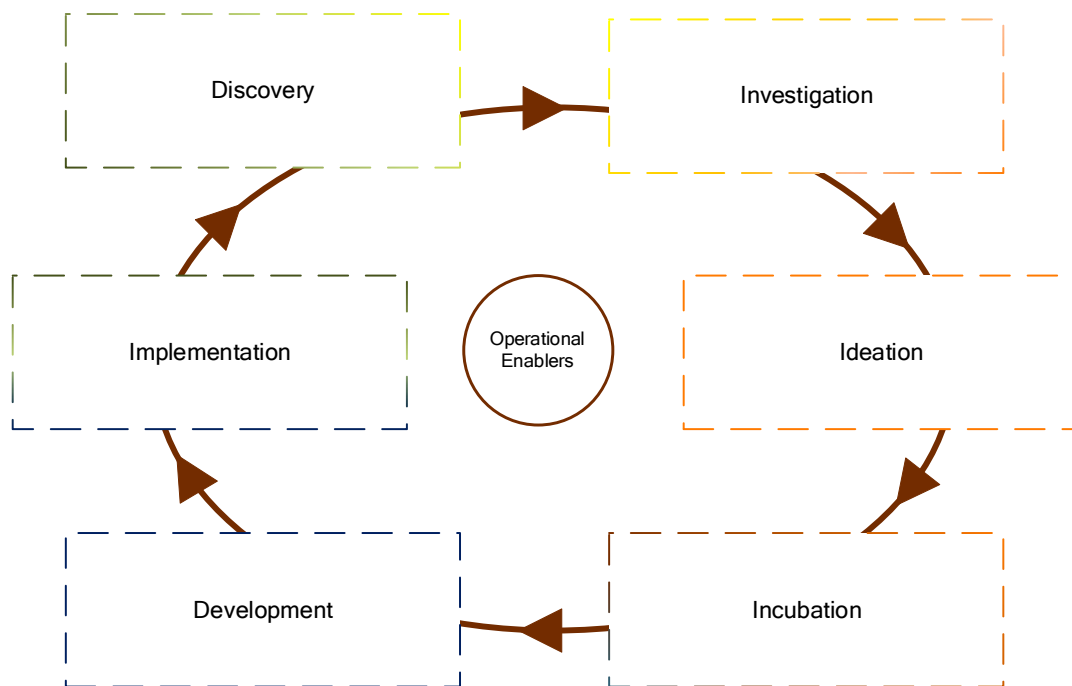 Discovery
Investigation
Implementation
Operational
Enablers
Ideation
Development
Incubation